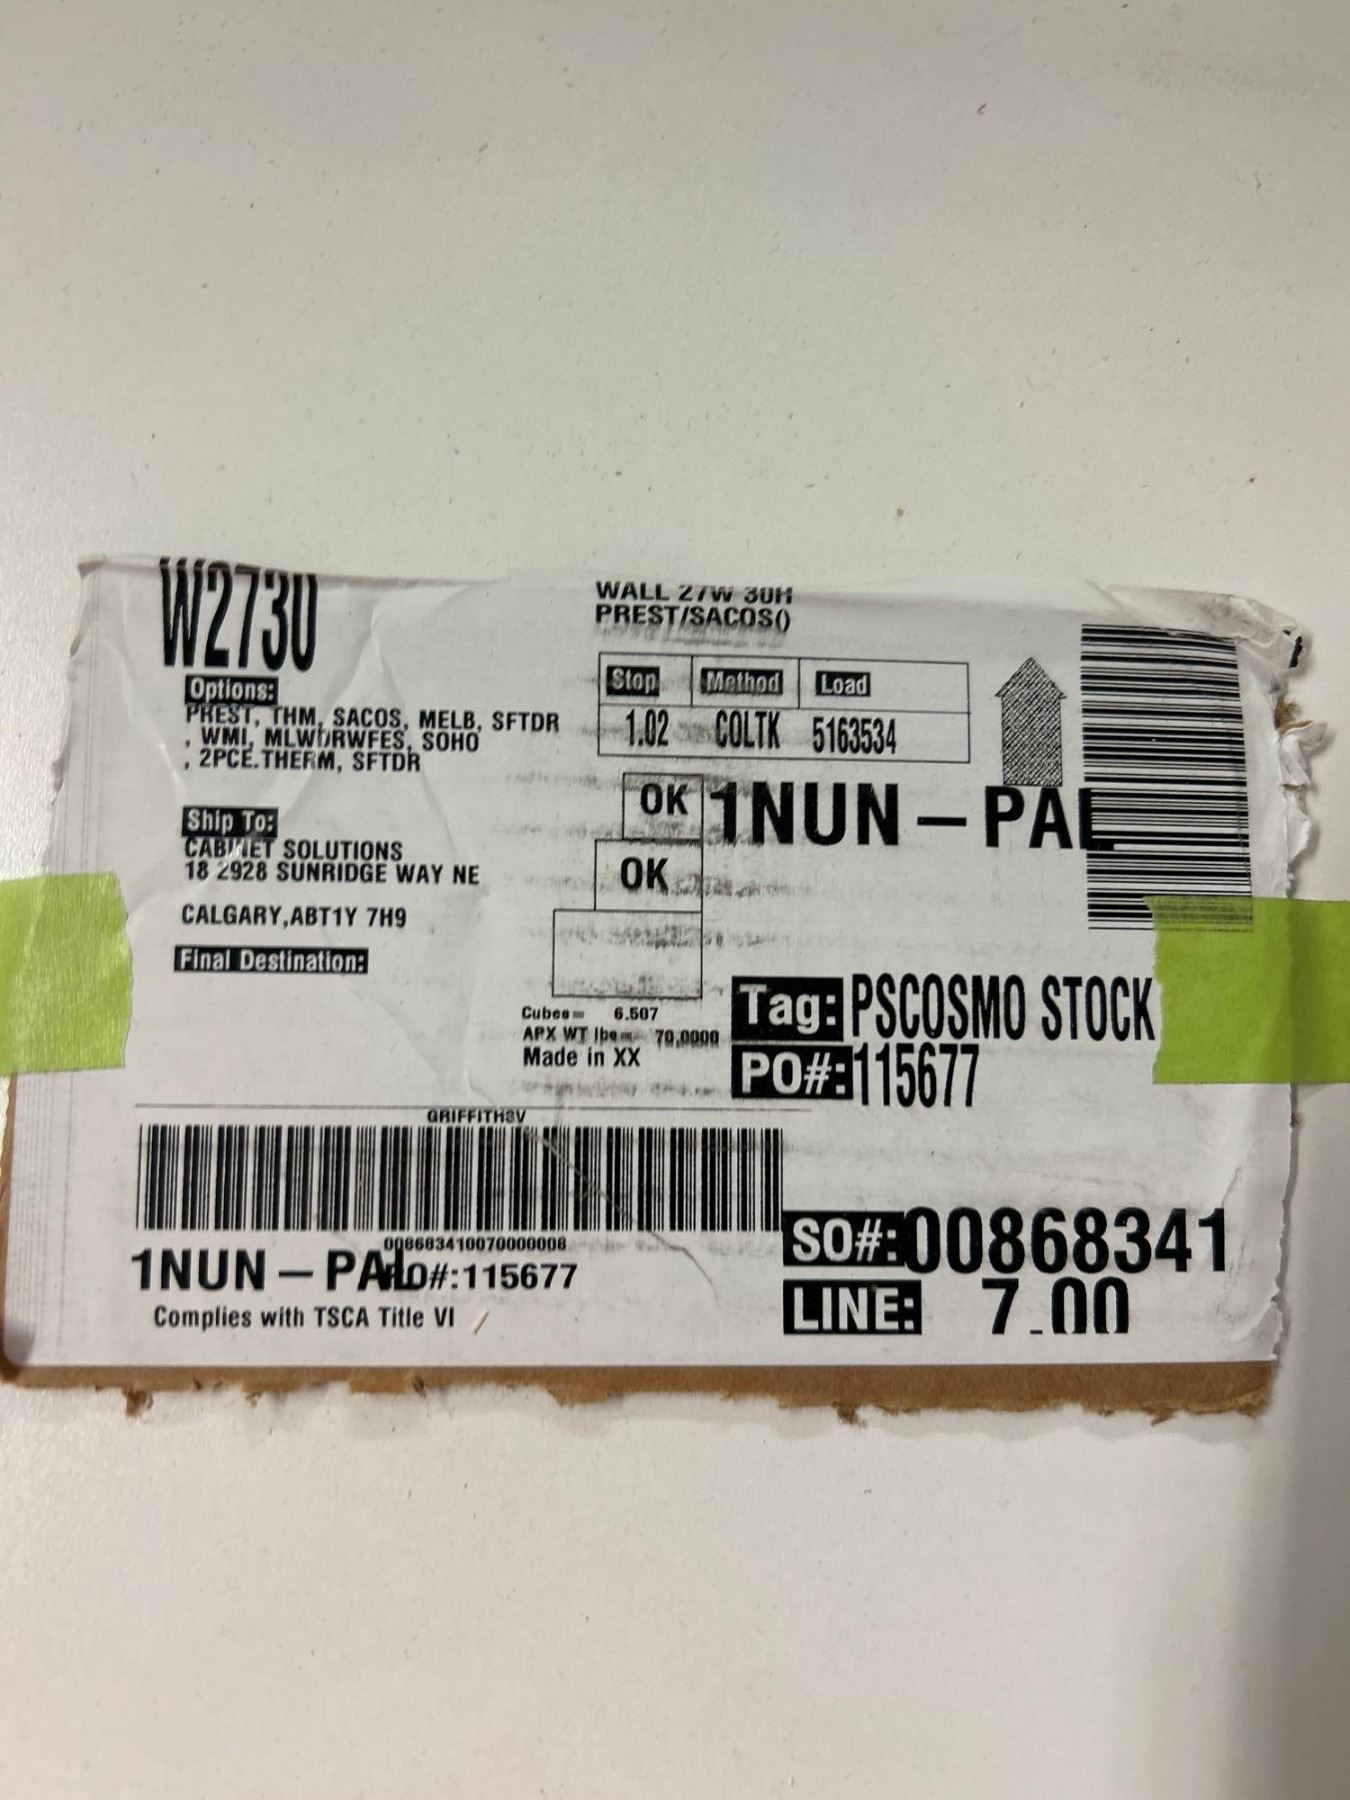 W2730
WALL 27W 30H
PREST/SACOS()
Options:
PREST, THM, SACOS, MELB, SFTDR
, WMI, MLWDRWFES, SOHO
, 2PCE.THERM, SFTDR
Stop Method Load
1.02 COLTK 5163534
OK
OK
1NUN – PAL
Ship To:
CABINET SOLUTIONS
18 2928 SUNRIDGE WAY NE
CALGARY,ABT1Y 7H9
Final Destination:
Cubes= 6.507
APX WT lbs= 70.0000
Made in XX
Tag: PSCOSMO STOCK
PO#: 115677
GRIFFITHSV
008683410070000008
1NUN – PAL PO#:115677
Complies with TSCA Title VI
SO#: 00868341
LINE: 7.00